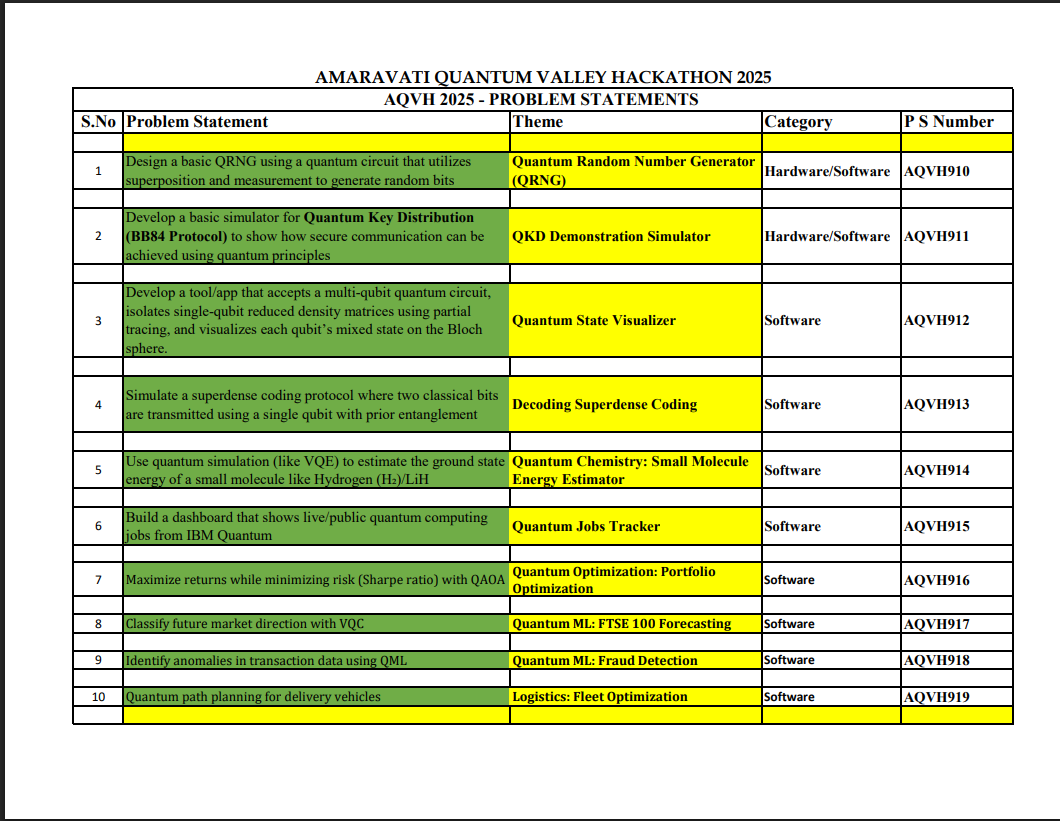 AMARAVATI QUANTUM VALLEY HACKATHON 2025
AQVH 2025 - PROBLEM STATEMENTS
S.No Problem Statement Theme Category P S Number
1 Design a basic QRNG using a quantum circuit that utilizes superposition and measurement to generate random bits Quantum Random Number Generator (QRNG) Hardware/Software AQVH910
2 Develop a basic simulator for Quantum Key Distribution (BB84 Protocol) to show how secure communication can be achieved using quantum principles QKD Demonstration Simulator Hardware/Software AQVH911
3 Develop a tool/app that accepts a multi-qubit quantum circuit, isolates single-qubit reduced density matrices using partial tracing, and visualizes each qubit's mixed state on the Bloch sphere. Quantum State Visualizer Software AQVH912
4 Simulate a superdense coding protocol where two classical bits are transmitted using a single qubit with prior entanglement Decoding Superdense Coding Software AQVH913
5 Use quantum simulation (like VQE) to estimate the ground state energy of a small molecule like Hydrogen (H₂)/LiH Quantum Chemistry: Small Molecule Energy Estimator Software AQVH914
6 Build a dashboard that shows live/public quantum computing jobs from IBM Quantum Quantum Jobs Tracker Software AQVH915
7 Maximize returns while minimizing risk (Sharpe ratio) with QAOA Quantum Optimization: Portfolio Optimization Software AQVH916
8 Classify future market direction with VQC Quantum ML: FTSE 100 Forecasting Software AQVH917
9 Identify anomalies in transaction data using QML Quantum ML: Fraud Detection Software AQVH918
10 Quantum path planning for delivery vehicles Logistics: Fleet Optimization Software AQVH919